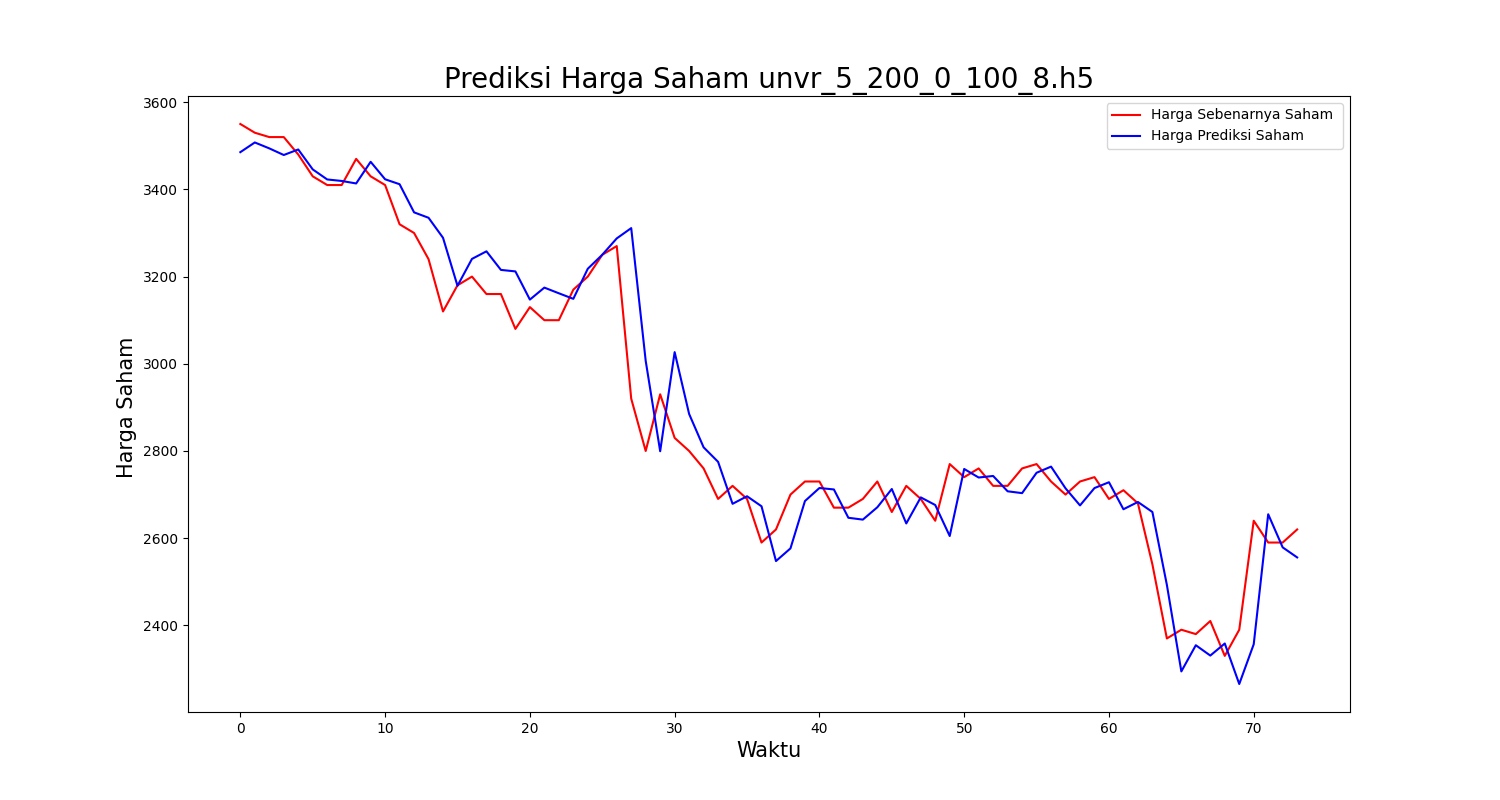 Prediksi Harga Saham unvr_5_200_0_100_8.h5
Harga Sebenarnya Saham
Harga Prediksi Saham
Harga Saham
3600
3400
3200
3000
2800
2600
2400
0 10 20 30 40 50 60 70
Waktu